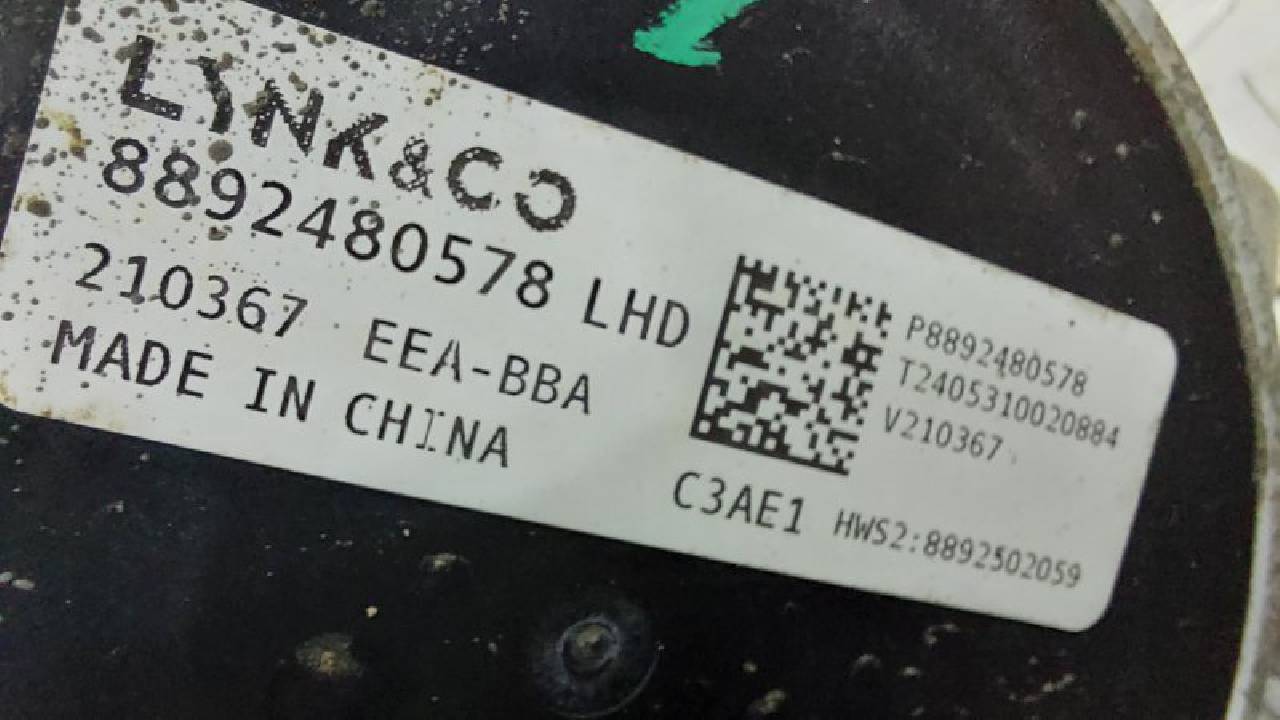 LYNK&CO
8892480578 LHD
210367 EEA-BBA
MADE IN CHINA
P8892480578
T2405310020884
V210367
C3AE1 HWS2:8892502059